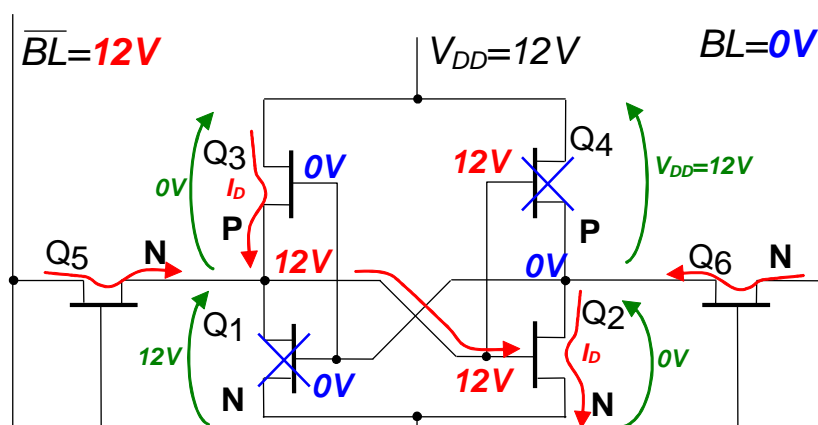 BL=12V VDD=12V BL=0V
Q3 0V 12V Q4
0V ID VDD=12V
P P
Q5 N 12V 0V Q6 N
Q1 Q2
12V 0V 12V ID 0V
N N